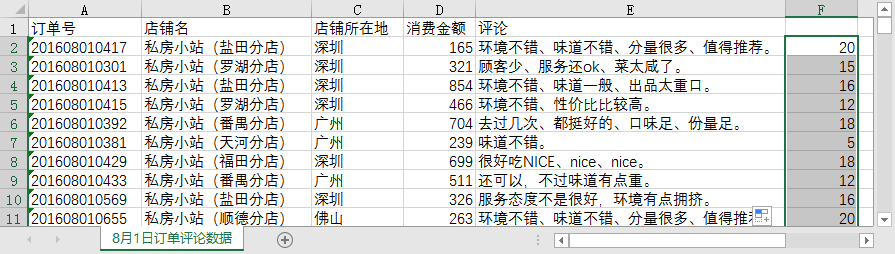 A B C D E F
1 订单号 店铺名 店铺所在地 消费金额 评论
2 201608010417 私房小站（盐田分店） 深圳 165 环境不错、味道不错、分量很多、值得推荐。 20
3 201608010301 私房小站（罗湖分店） 深圳 321 顾客少、服务还ok、菜太咸了。 15
4 201608010413 私房小站（盐田分店） 深圳 854 环境不错、味道一般、出品太重口。 16
5 201608010415 私房小站（罗湖分店） 深圳 466 环境不错、性价比比较高。 12
6 201608010392 私房小站（番禺分店） 广州 704 去过几次、都挺好的、口味足、份量足。 18
7 201608010381 私房小站（天河分店） 广州 239 味道不错。 5
8 201608010429 私房小站（福田分店） 深圳 699 很好吃NICE、nice、nice。 18
9 201608010433 私房小站（番禺分店） 广州 511 还可以，不过味道有点重。 12
10 201608010569 私房小站（盐田分店） 深圳 326 服务态度不是很好，环境有点拥挤。 16
11 201608010655 私房小站（顺德分店） 佛山 263 环境不错、味道不错、分量很多、值得推荐 20
8月1日订单评论数据